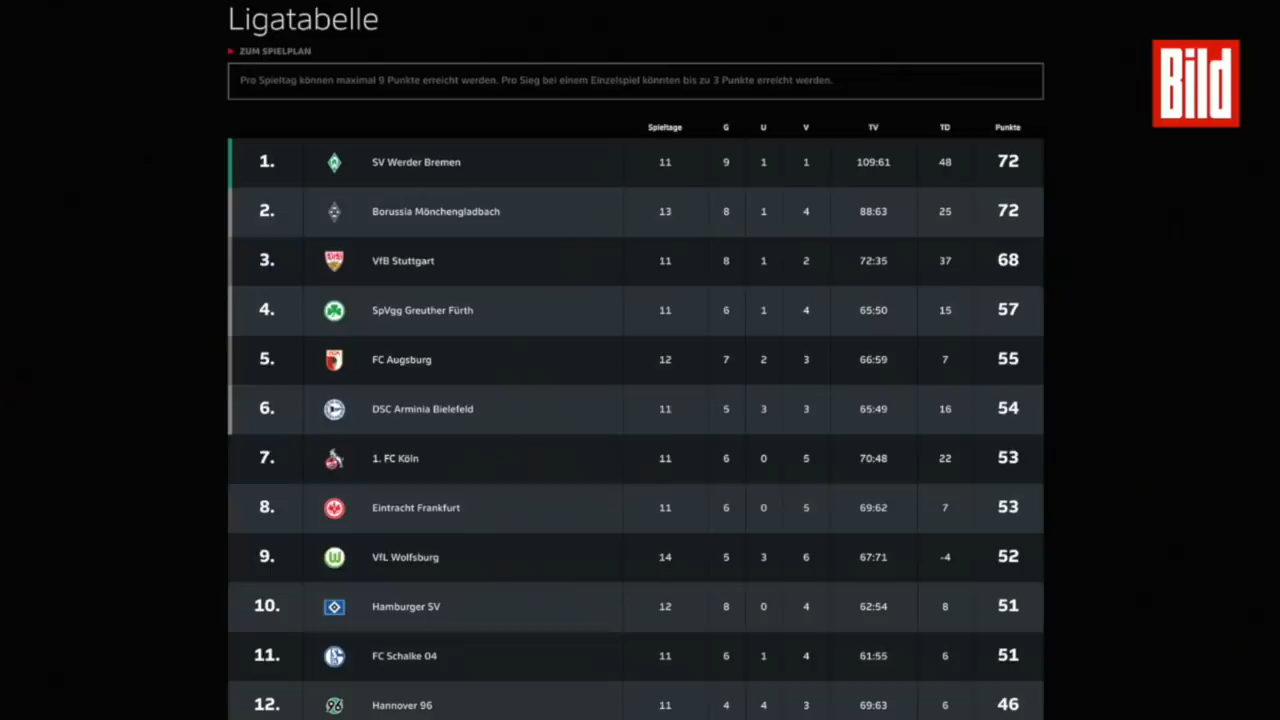 Ligatabelle
ZUM SPIELPLAN
Bild
Pro Spieltag können maximal 9 Punkte erreicht werden. Pro Sieg bei einem Einzelspiel könnten bis zu 3 Punkte erreicht werden.
Spieltage G U V TV TD Punkte
1. SV Werder Bremen 11 9 1 1 109:61 48 72
2. Borussia Mönchengladbach 13 8 1 4 88:63 25 72
3. VfB Stuttgart 11 8 1 2 72:35 37 68
4. SpVgg Greuther Fürth 11 6 1 4 65:50 15 57
5. FC Augsburg 12 7 2 3 66:59 7 55
6. DSC Arminia Bielefeld 11 5 3 3 65:49 16 54
7. 1. FC Köln 11 6 0 5 70:48 22 53
8. Eintracht Frankfurt 11 6 0 5 69:62 7 53
9. VfL Wolfsburg 14 5 3 6 67:71 -4 52
10. Hamburger SV 12 8 0 4 62:54 8 51
11. FC Schalke 04 11 6 1 4 61:55 6 51
12. Hannover 96 11 4 4 3 69:63 6 46